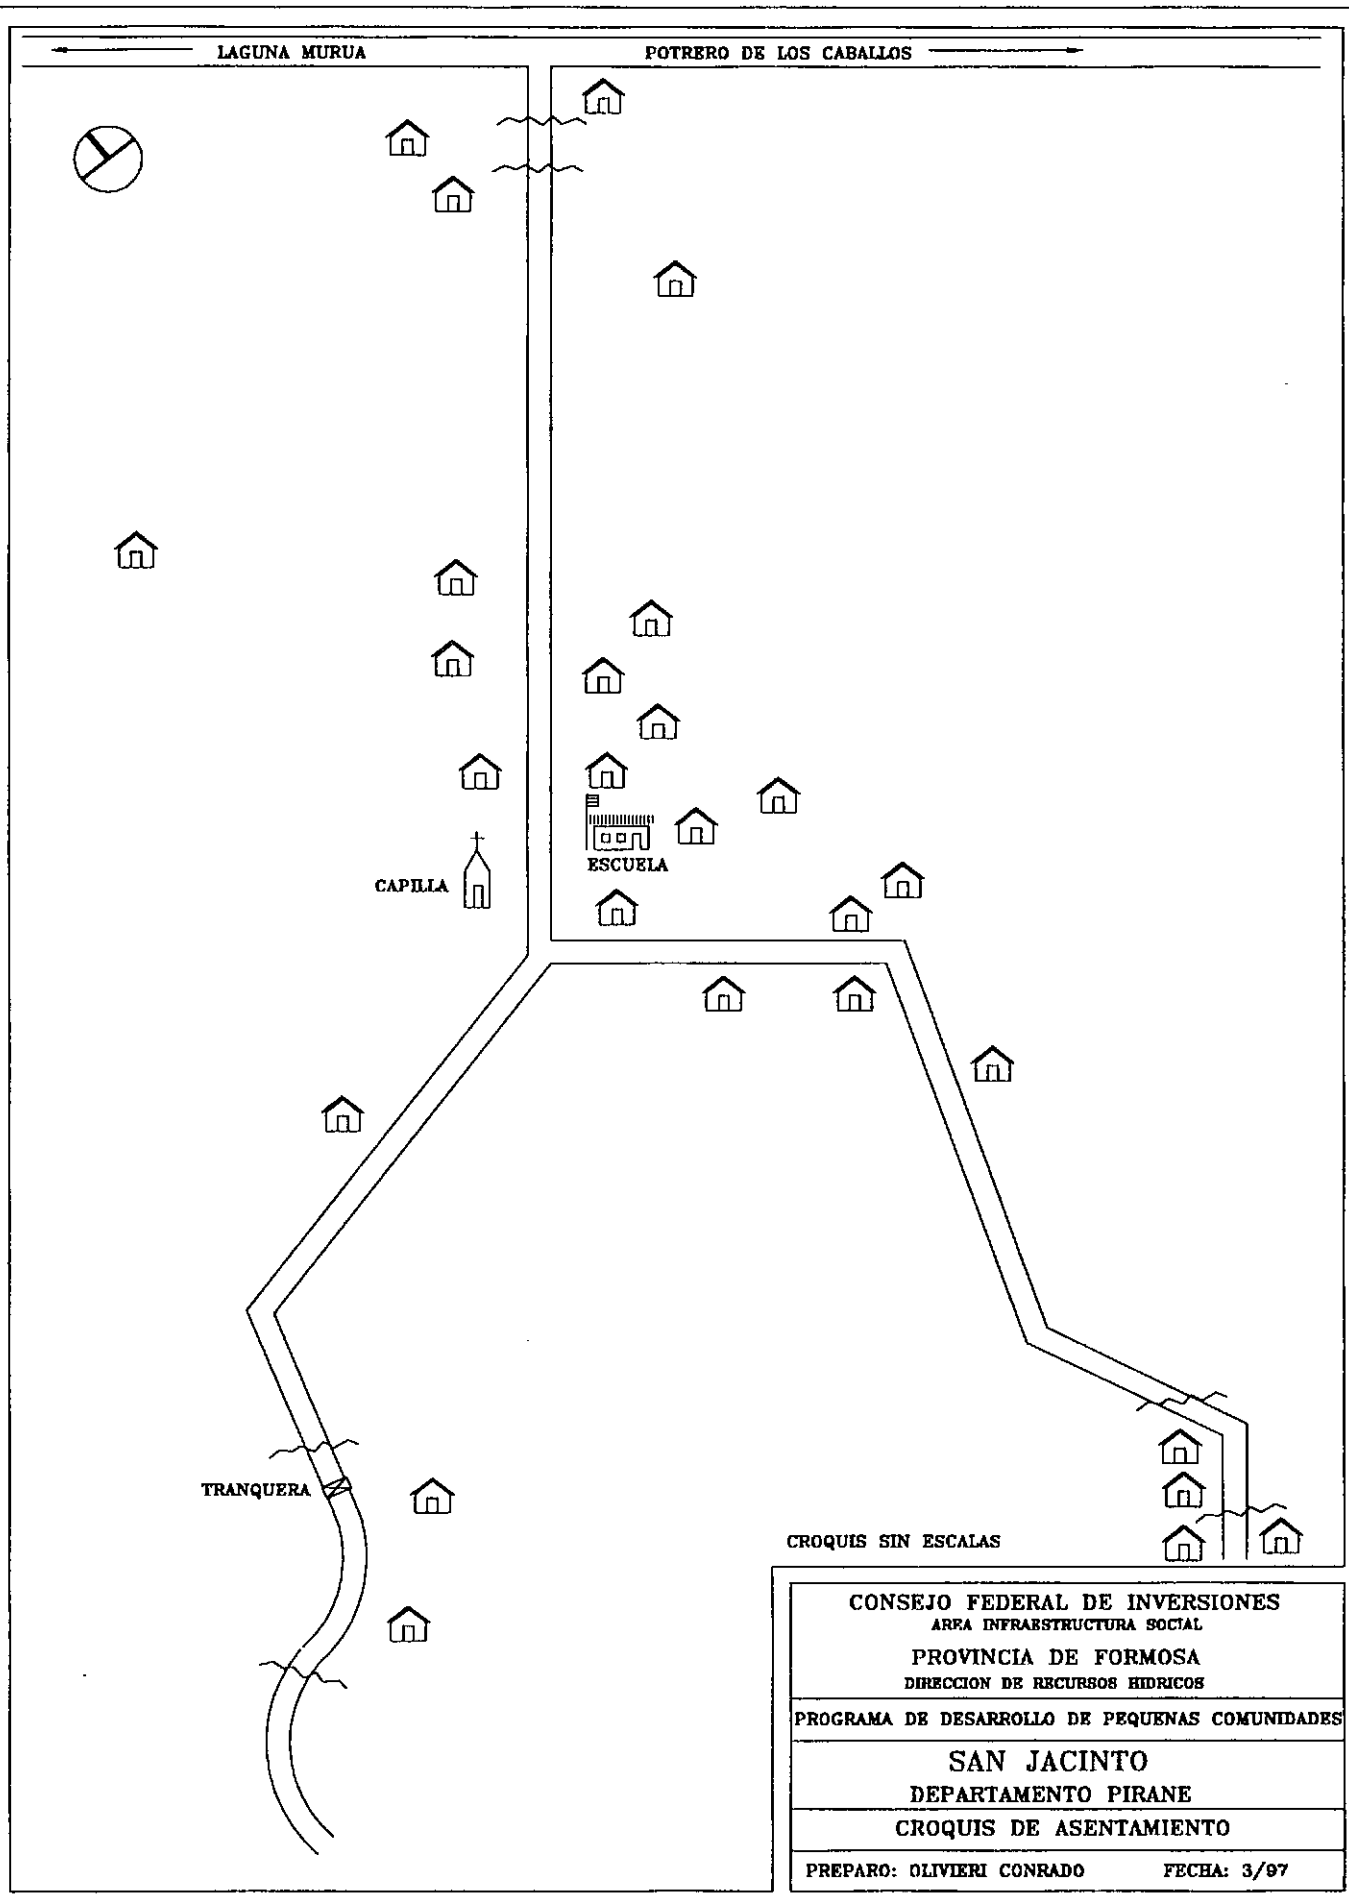 LAGUNA MURUA
POTRERO DE LOS CABALLOS
ESCUELA
CAPILLA
TRANQUERA
CROQUIS SIN ESCALAS
CONSEJO FEDERAL DE INVERSIONES
AREA INFRAESTRUCTURA SOCIAL
PROVINCIA DE FORMOSA
DIRECCION DE RECURSOS HIDRICOS
PROGRAMA DE DESARROLLO DE PEQUENAS COMUNIDADES
SAN JACINTO
DEPARTAMENTO PIRANE
CROQUIS DE ASENTAMIENTO
PREPARO: OLIVIERI CONRADO FECHA: 3/97